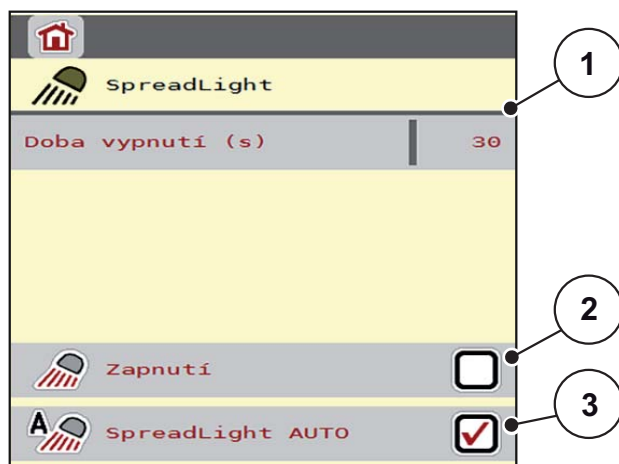 SpreadLight
1
Doba vypnutí (s) 30
2
Zapnutí
3
A SpreadLight AUTO